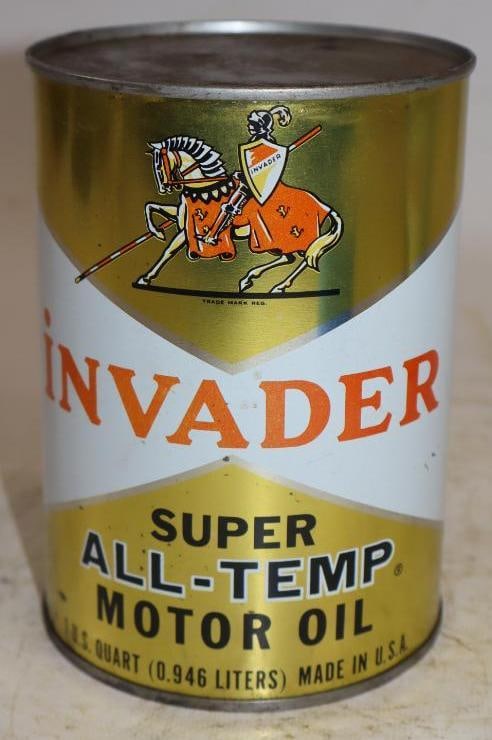 INVADER
TRADE MARK REG.
iNVADER
SUPER
ALL-TEMP®
MOTOR OIL
1 U.S. QUART (0.946 LITERS) MADE IN U.S.A.